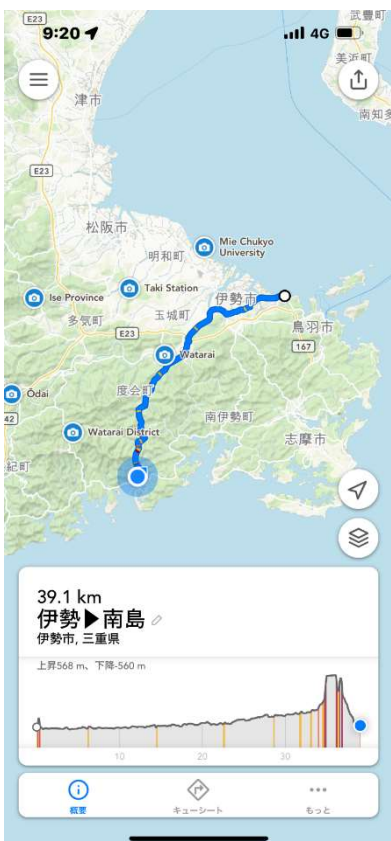 E23
武豊町
9:20
4G
美浜町
津市
南知多
E23
松阪市
Mie Chukyo
University
明和町
Taki Station
Ise Province
伊勢市
玉城町
多気町
鳥羽市
E23
167
Watarai
Ōdai
度会町
南伊勢町
42
Watarai District
志摩市
紀町
39.1 km
伊勢▶南島
伊勢市, 三重県
上昇568 m、下降-560 m
10 20 30
概要 キューシート もっと